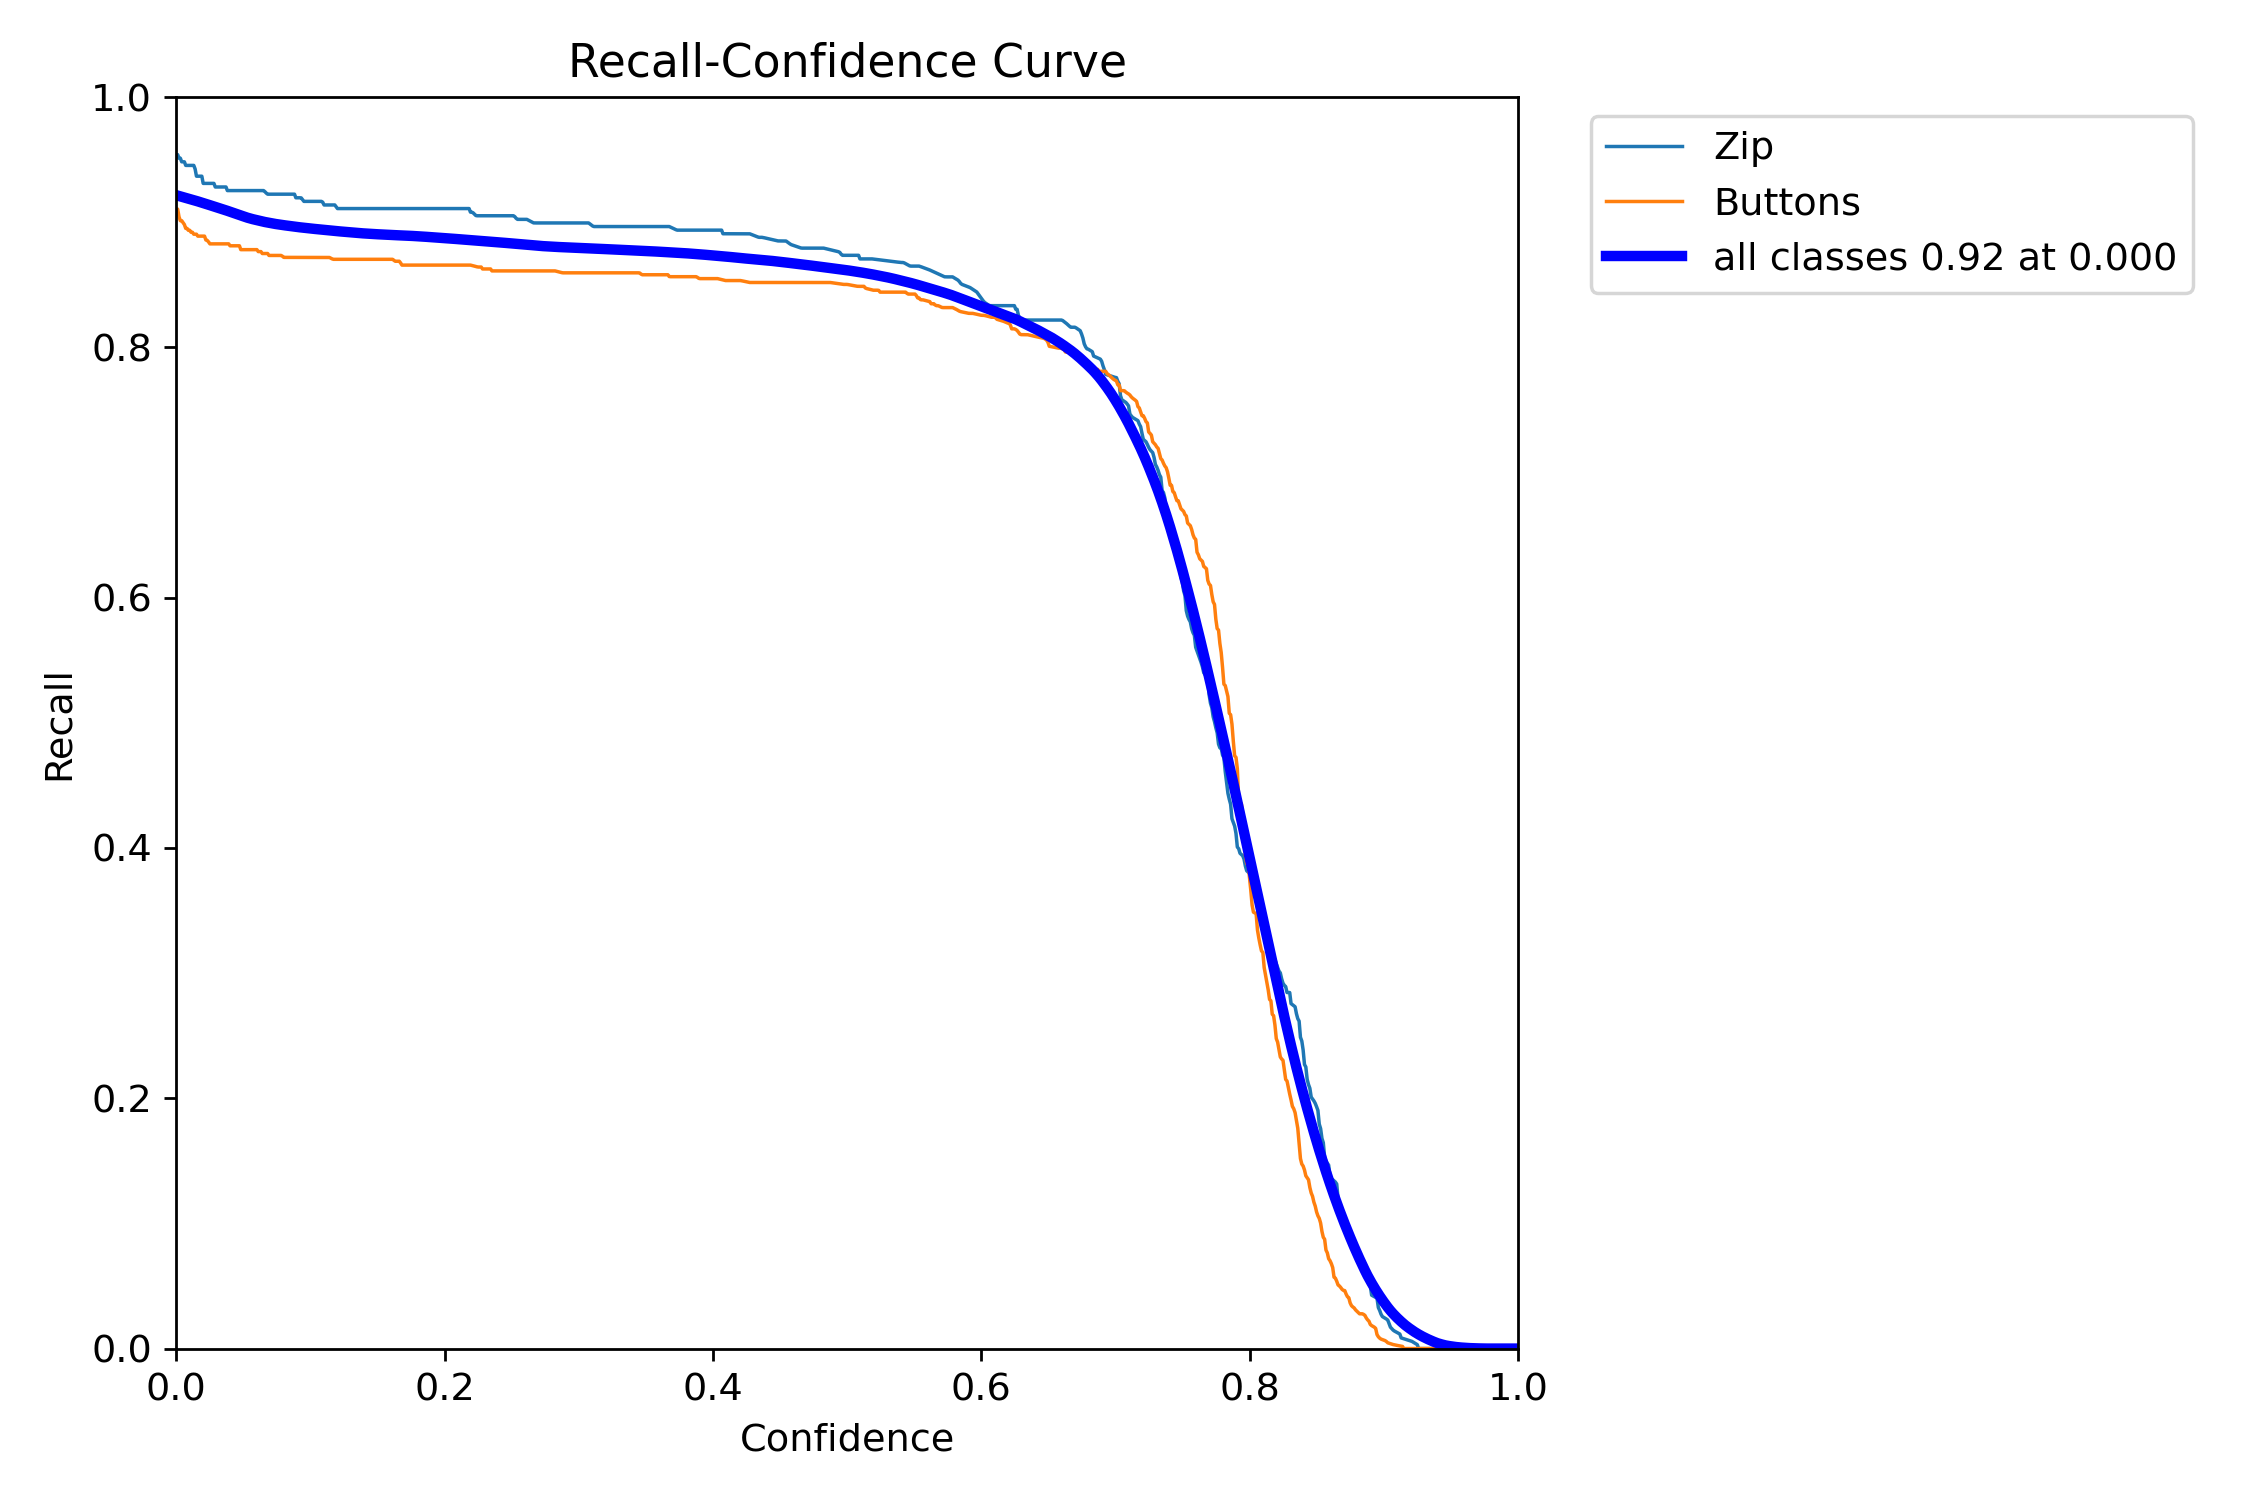 Recall-Confidence Curve
1.0
0.8
0.6
0.4
0.2
0.0
Recall
0.0 0.2 0.4 0.6 0.8 1.0
Confidence
Zip
Buttons
all classes 0.92 at 0.000